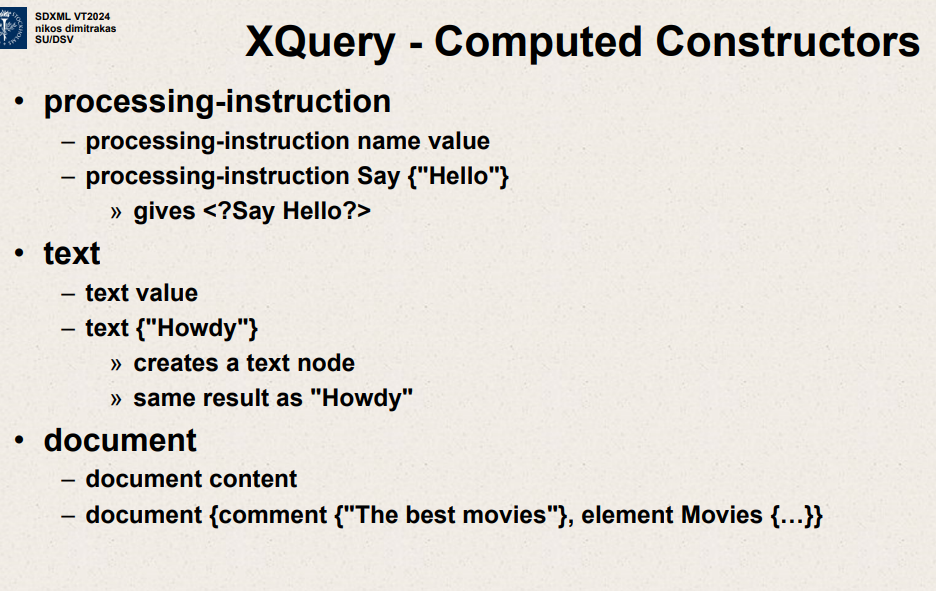 SDXML VT2024
nikos dimitrakas
SU/DSV
XQuery - Computed Constructors
• processing-instruction
– processing-instruction name value
– processing-instruction Say {"Hello"}
» gives <?Say Hello?>
• text
– text value
– text {"Howdy"}
» creates a text node
» same result as "Howdy"
• document
– document content
– document {comment {"The best movies"}, element Movies {…}}